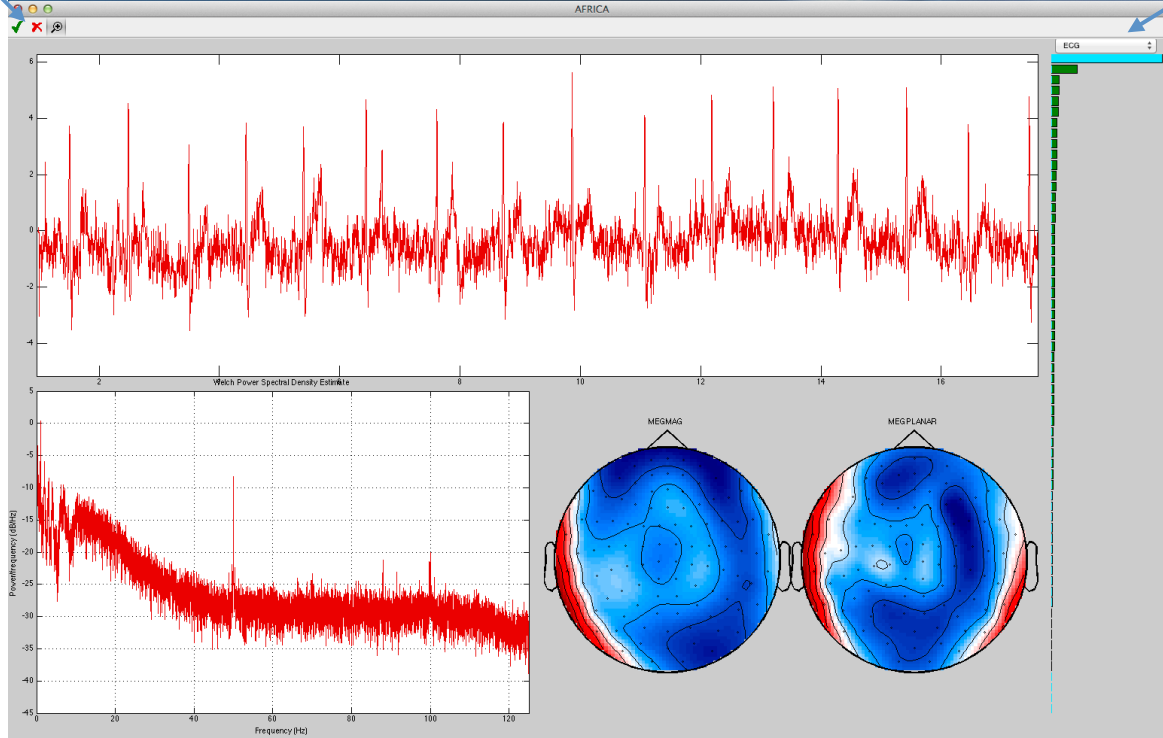 AFRICA
ECG
6
4
2
0
-2
-4
2 4 6 8 10 12 14 16
Welch Power Spectral Density Estimate
5
0
-5
-10
-15
-20
-25
-30
-35
-40
-45
Power/frequency (dB/Hz)
0 20 40 60 80 100 120
Frequency (Hz)
MEGMAG
MEGPLANAR